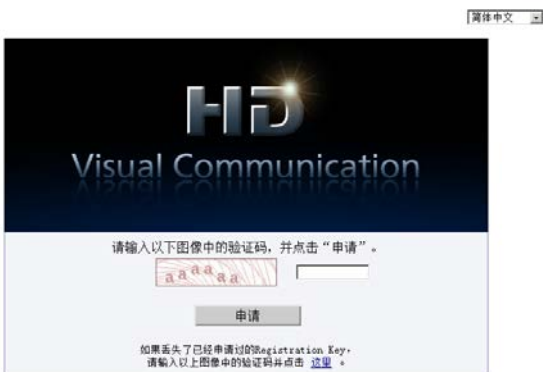 简体中文
HD
Visual Communication
请输入以下图像中的验证码，并点击“申请”。
aaaaaa
申请
如果丢失了已经申请过的Registration Key，
请输入以上图像中的验证码并点击 这里 。